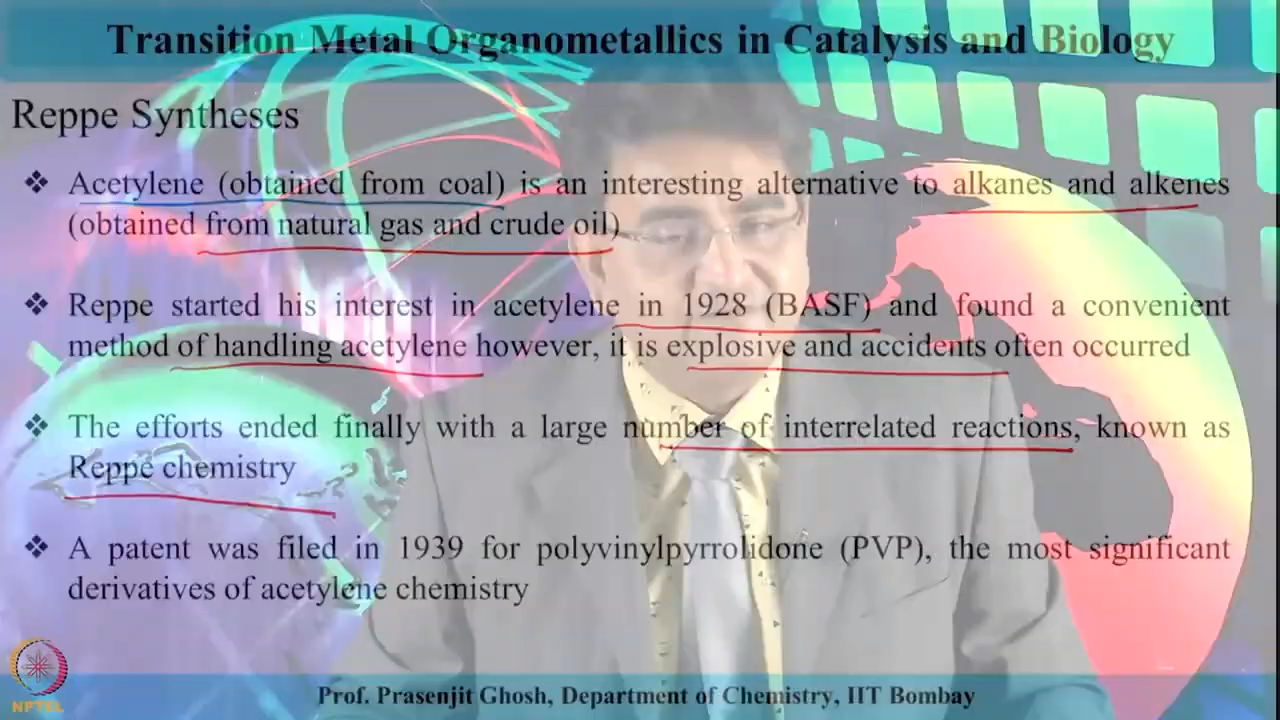 Transition Metal Organometallics in Catalysis and Biology
Reppe Syntheses
❖ Acetylene (obtained from coal) is an interesting alternative to alkanes and alkenes
(obtained from natural gas and crude oil)
❖ Reppe started his interest in acetylene in 1928 (BASF) and found a convenient
method of handling acetylene however, it is explosive and accidents often occurred
❖ The efforts ended finally with a large number of interrelated reactions, known as
Reppe chemistry
❖ A patent was filed in 1939 for polyvinylpyrrolidone (PVP), the most significant
derivatives of acetylene chemistry
NPTEL
Prof. Prasenjit Ghosh, Department of Chemistry, IIT Bombay